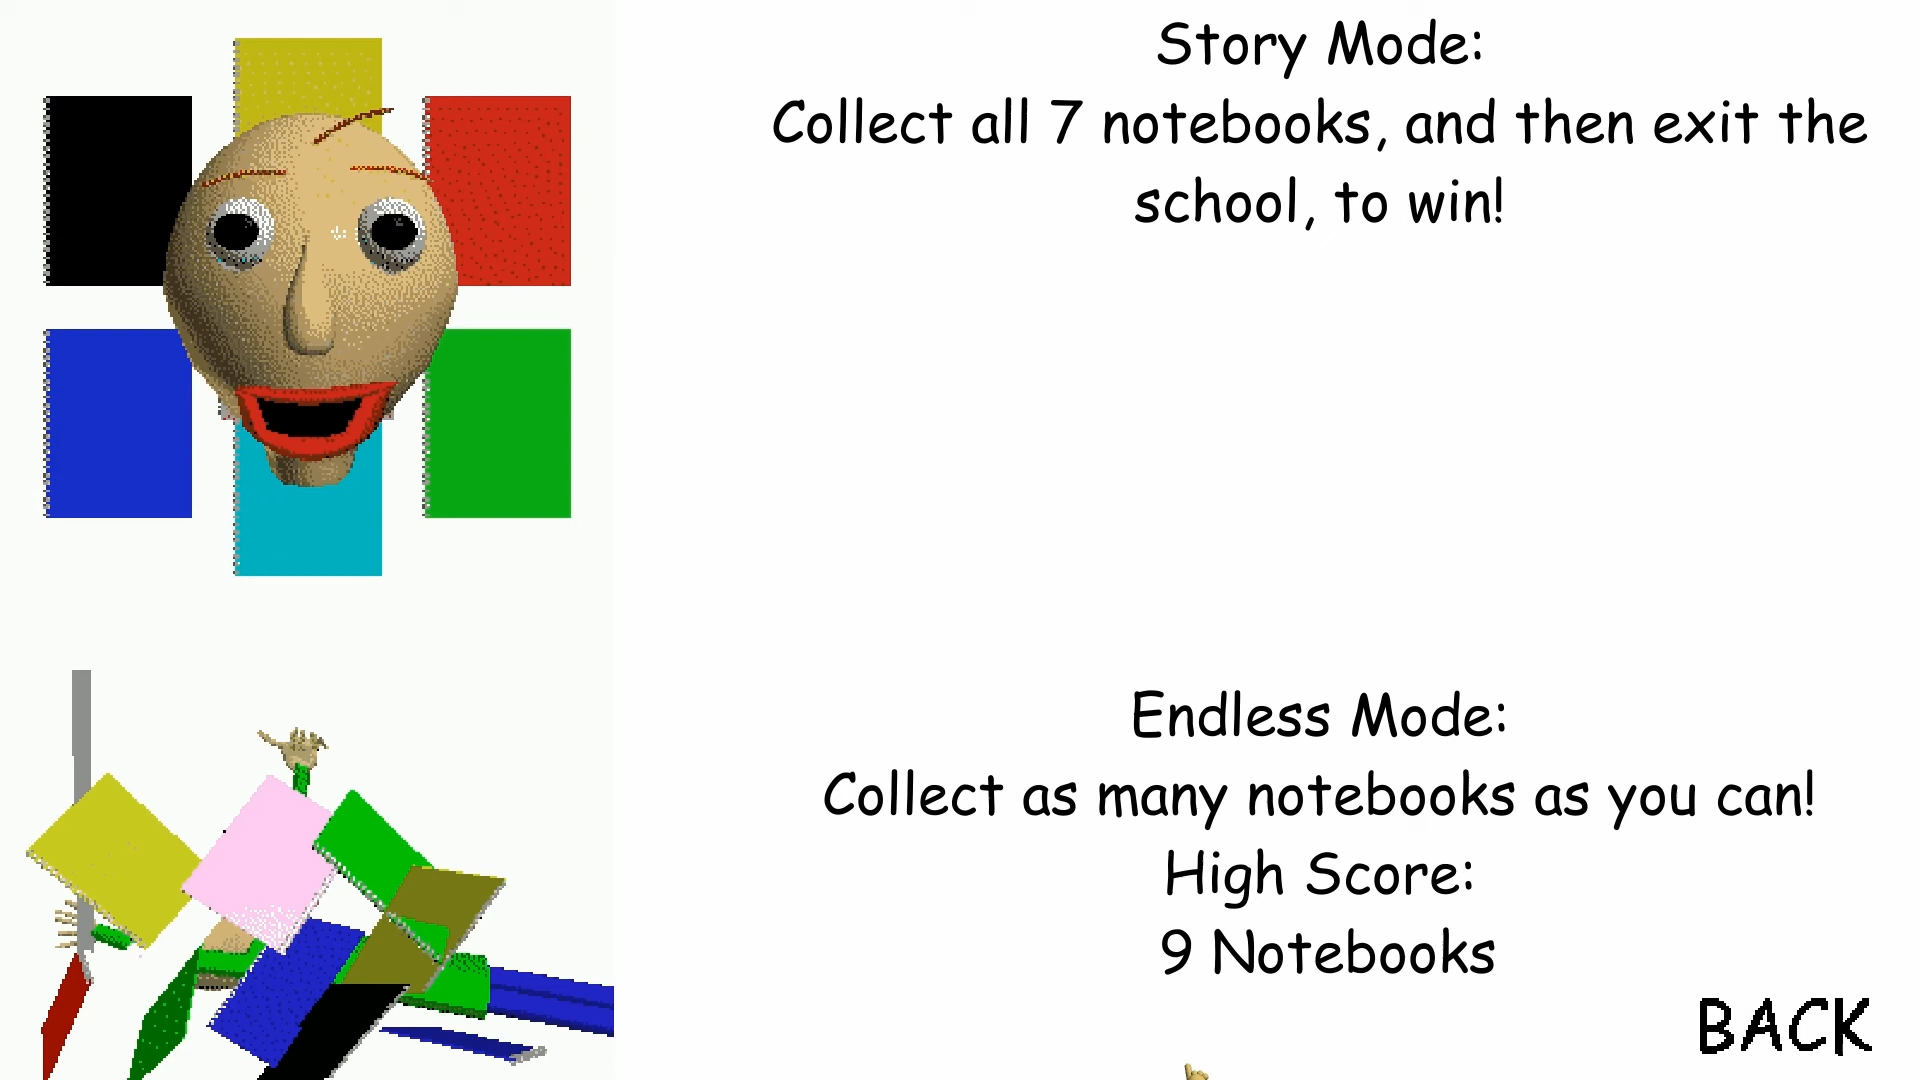 Story Mode:
Collect all 7 notebooks, and then exit the
school, to win!
Endless Mode:
Collect as many notebooks as you can!
High Score:
9 Notebooks
BACK